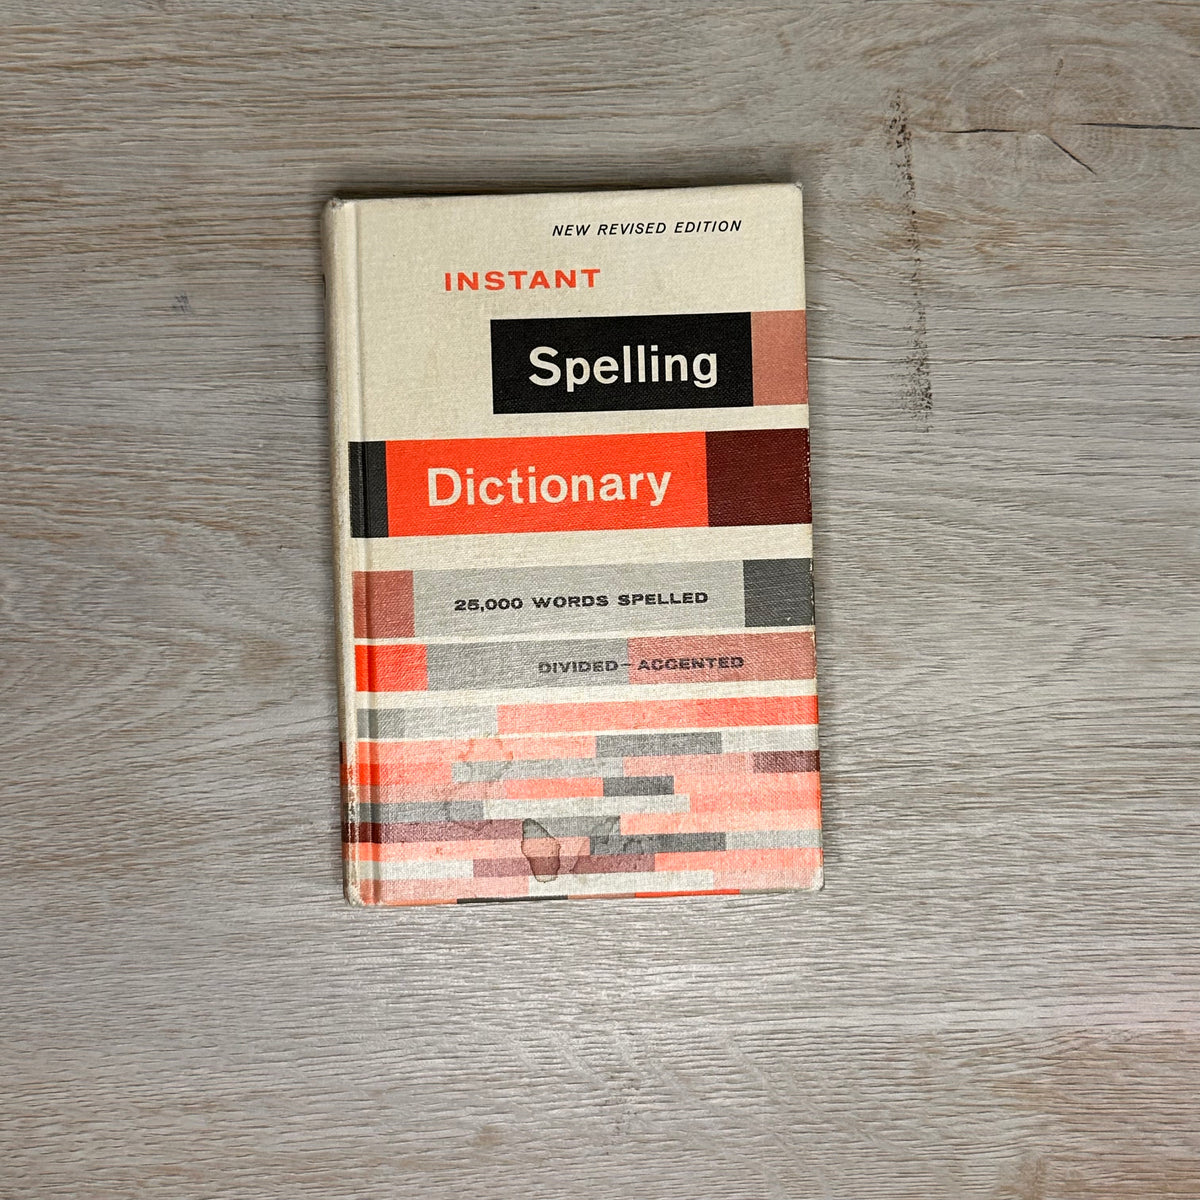 NEW REVISED EDITION
INSTANT
Spelling
Dictionary
25,000 WORDS SPELLED
DIVIDED—ACCENTED